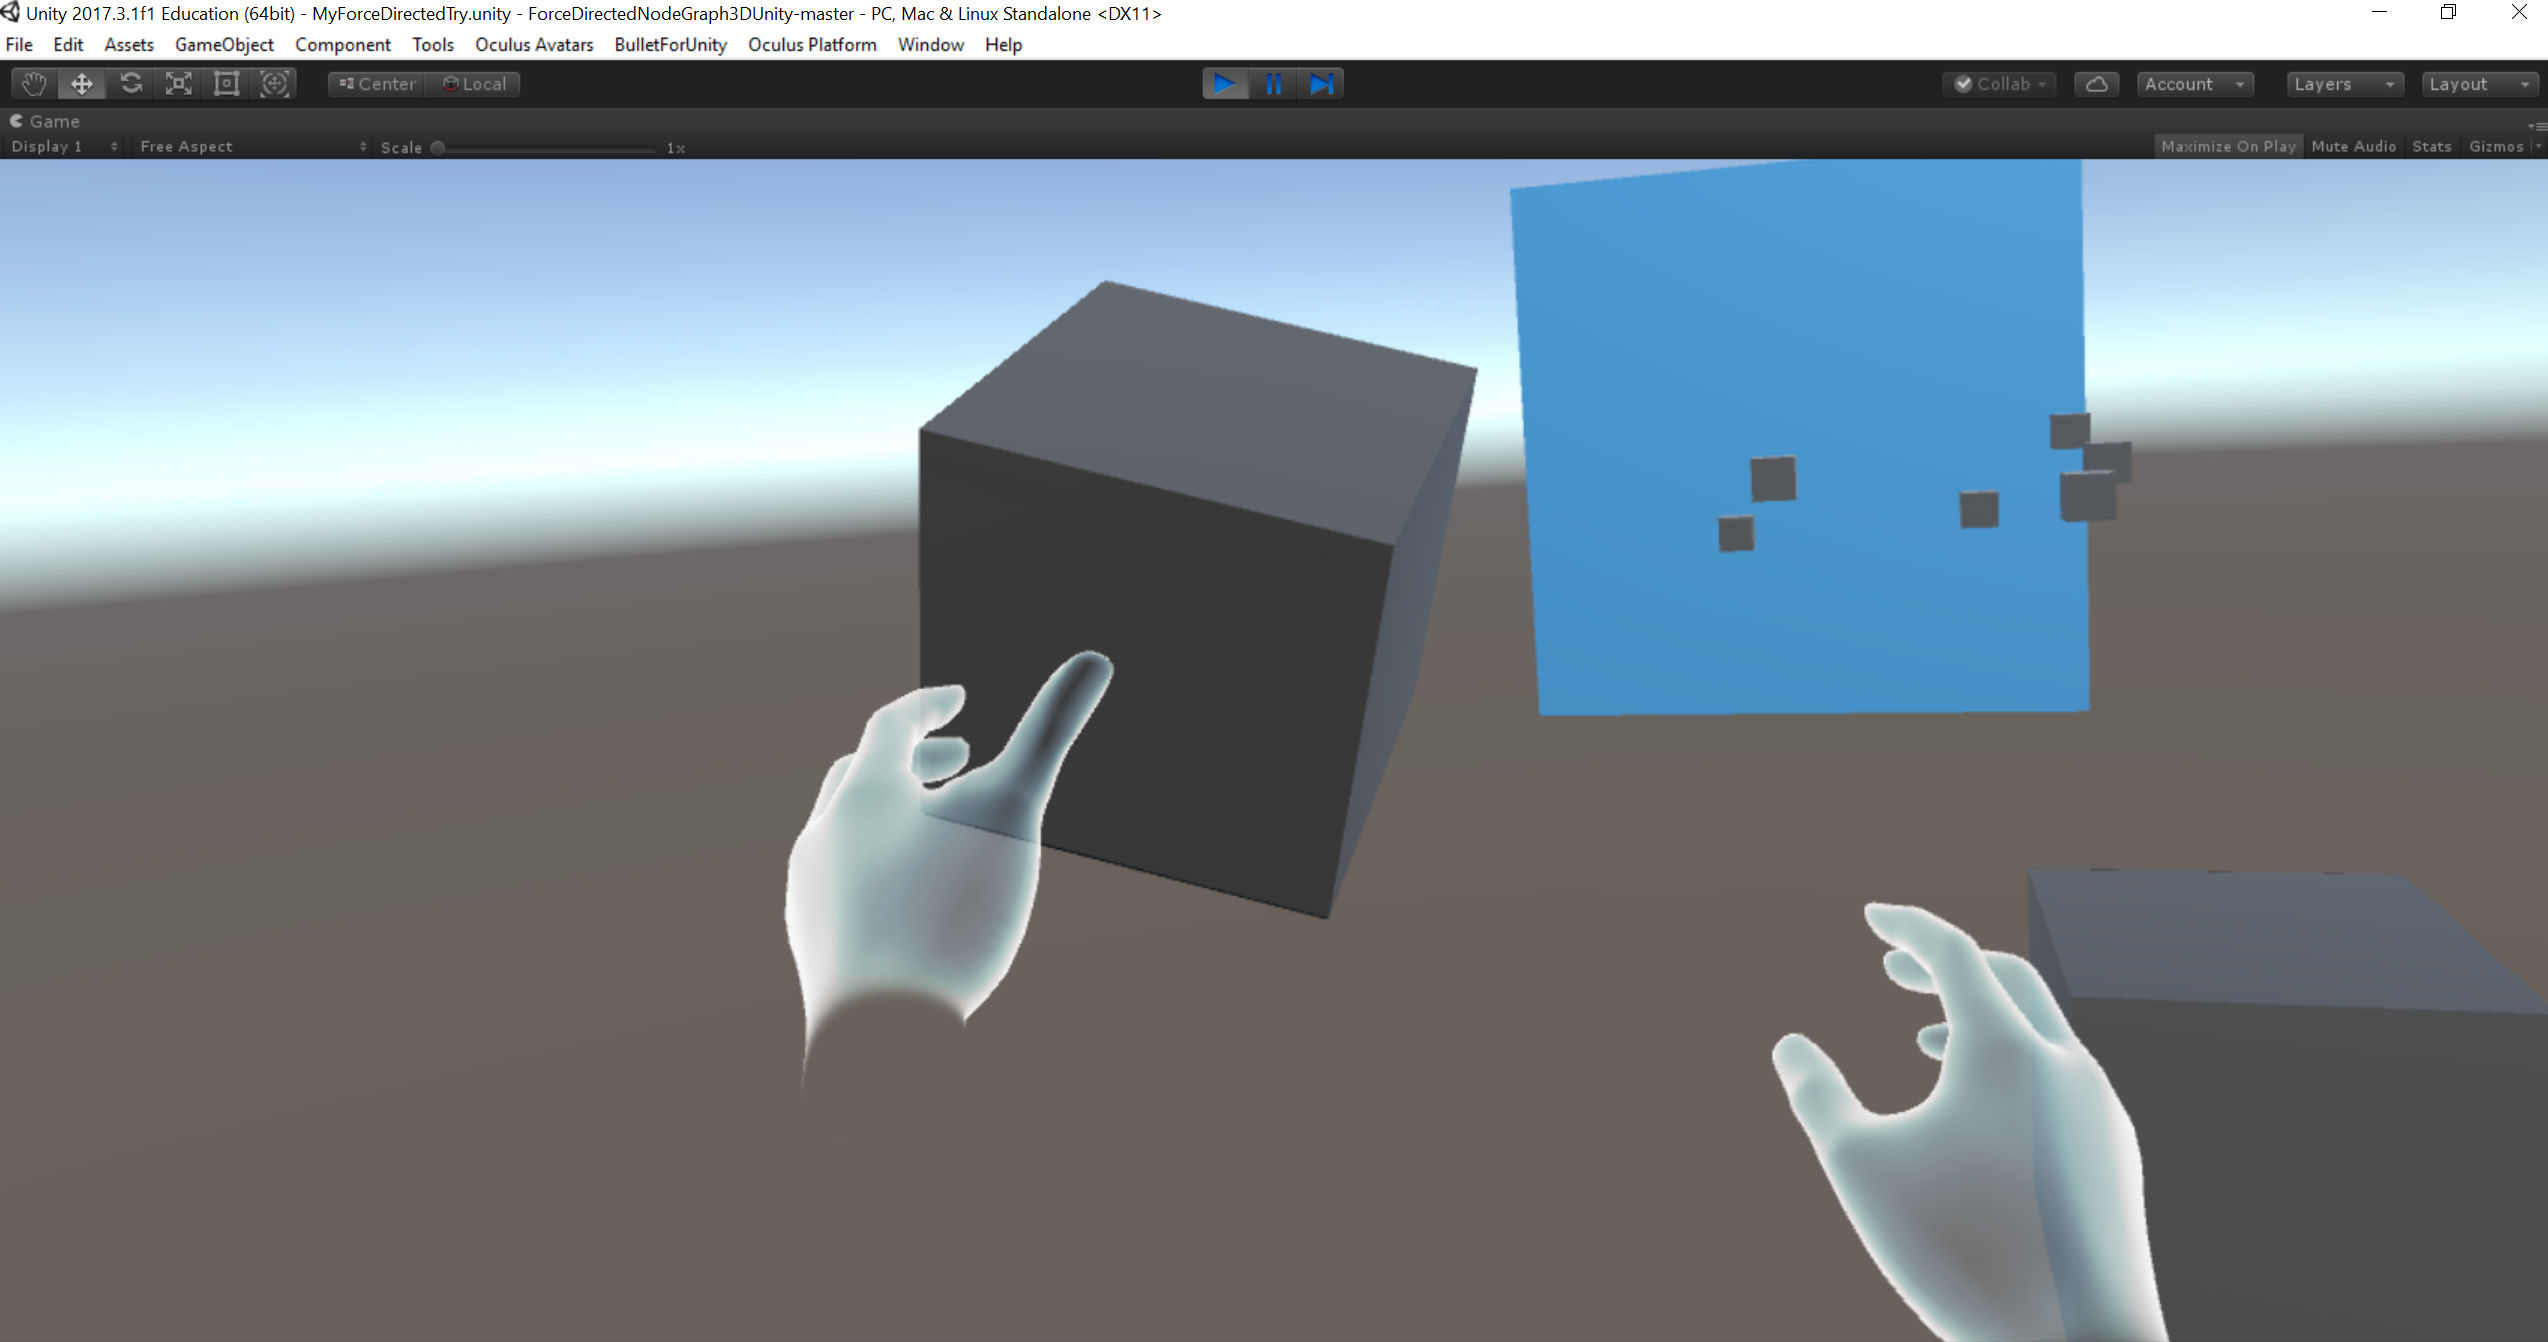 Unity 2017.3.1f1 Education (64bit) - MyForceDirectedTry.unity - ForceDirectedNodeGraph3DUnity-master - PC, Mac & Linux Standalone <DX11>
File Edit Assets GameObject Component Tools Oculus Avatars BulletForUnity Oculus Platform Window Help
Center Local Collab Account Layers Layout
Game
Display 1 Free Aspect Scale 1x Maximize On Play Mute Audio Stats Gizmos